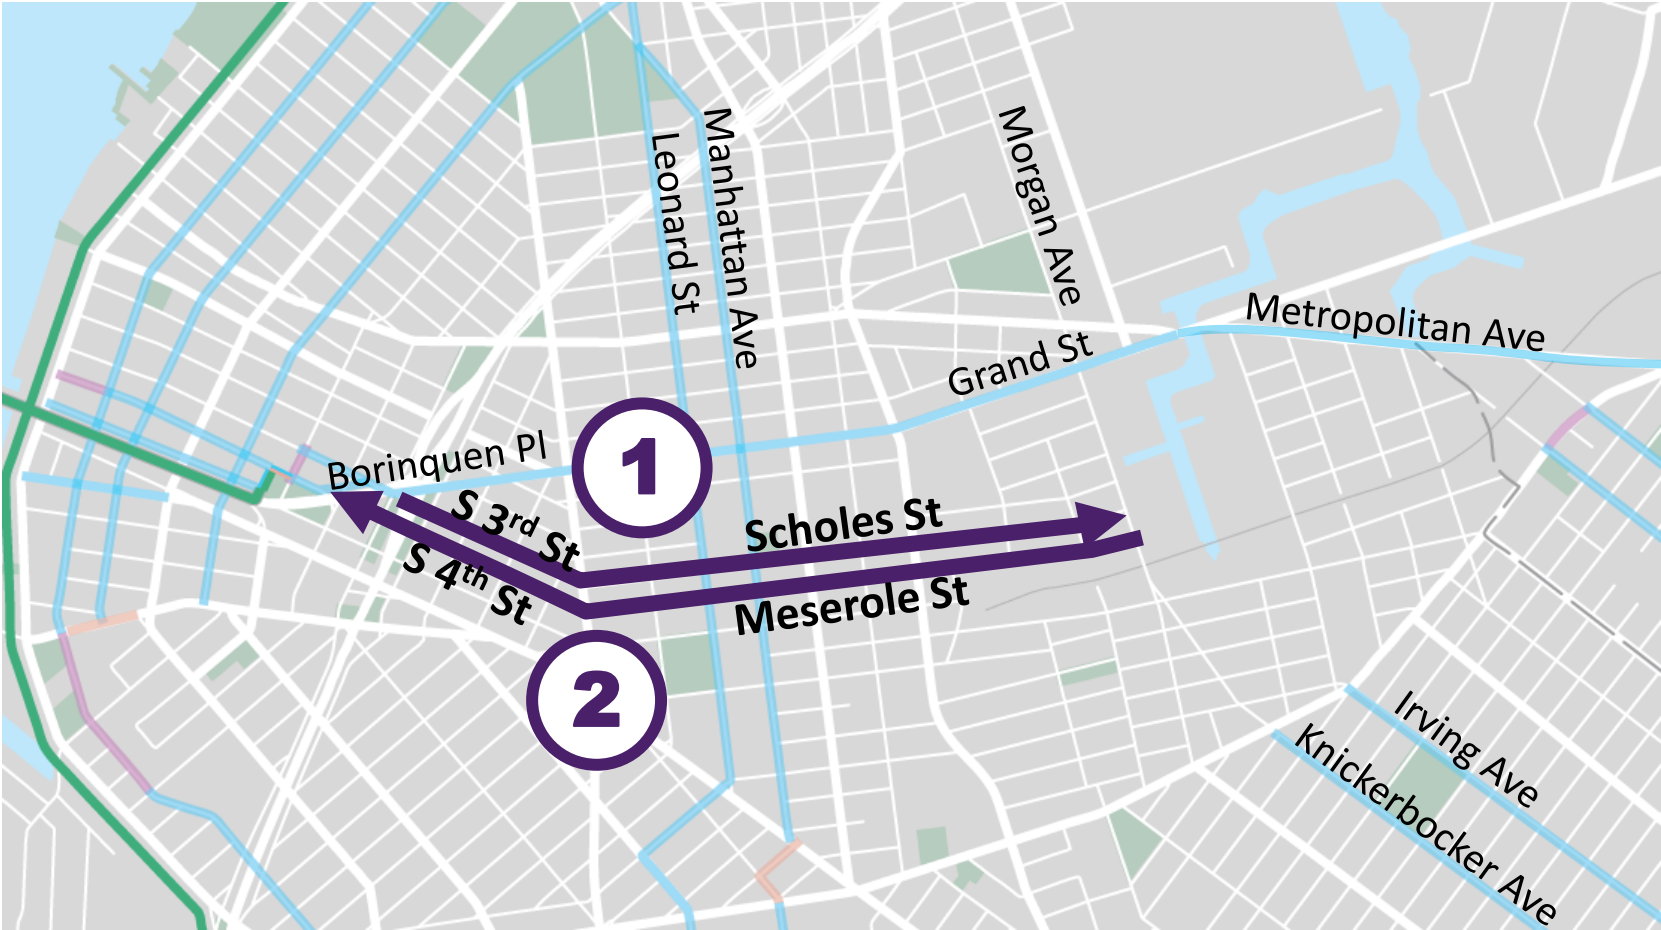 Leonard St
Manhattan Ave
Morgan Ave
Metropolitan Ave
Grand St
Borinquen Pl
1
S 3rd St
Scholes St
S 4th St
Meserole St
2
Irving Ave
Knickerbocker Ave